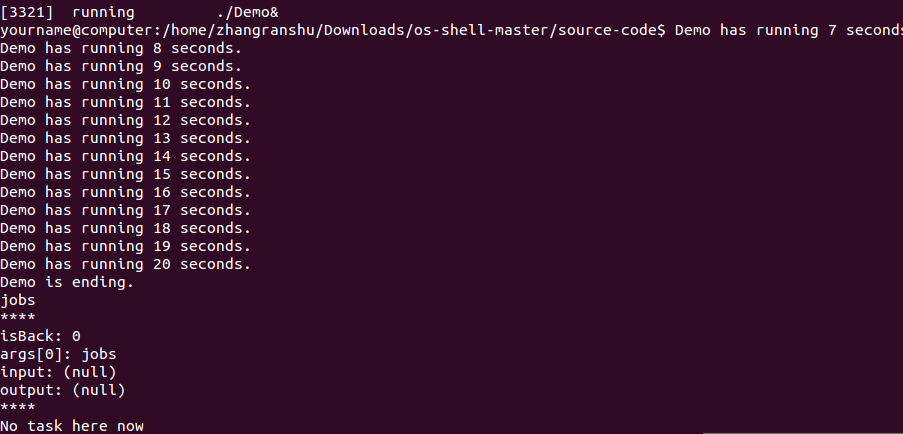 [3321]  running         ./Demo&
yourname@computer:/home/zhangranshu/Downloads/os-shell-master/source-code$ Demo has running 7 seconds
Demo has running 8 seconds.
Demo has running 9 seconds.
Demo has running 10 seconds.
Demo has running 11 seconds.
Demo has running 12 seconds.
Demo has running 13 seconds.
Demo has running 14 seconds.
Demo has running 15 seconds.
Demo has running 16 seconds.
Demo has running 17 seconds.
Demo has running 18 seconds.
Demo has running 19 seconds.
Demo has running 20 seconds.
Demo is ending.
jobs
****
isBack: 0
args[0]: jobs
input: (null)
output: (null)
****
No task here now